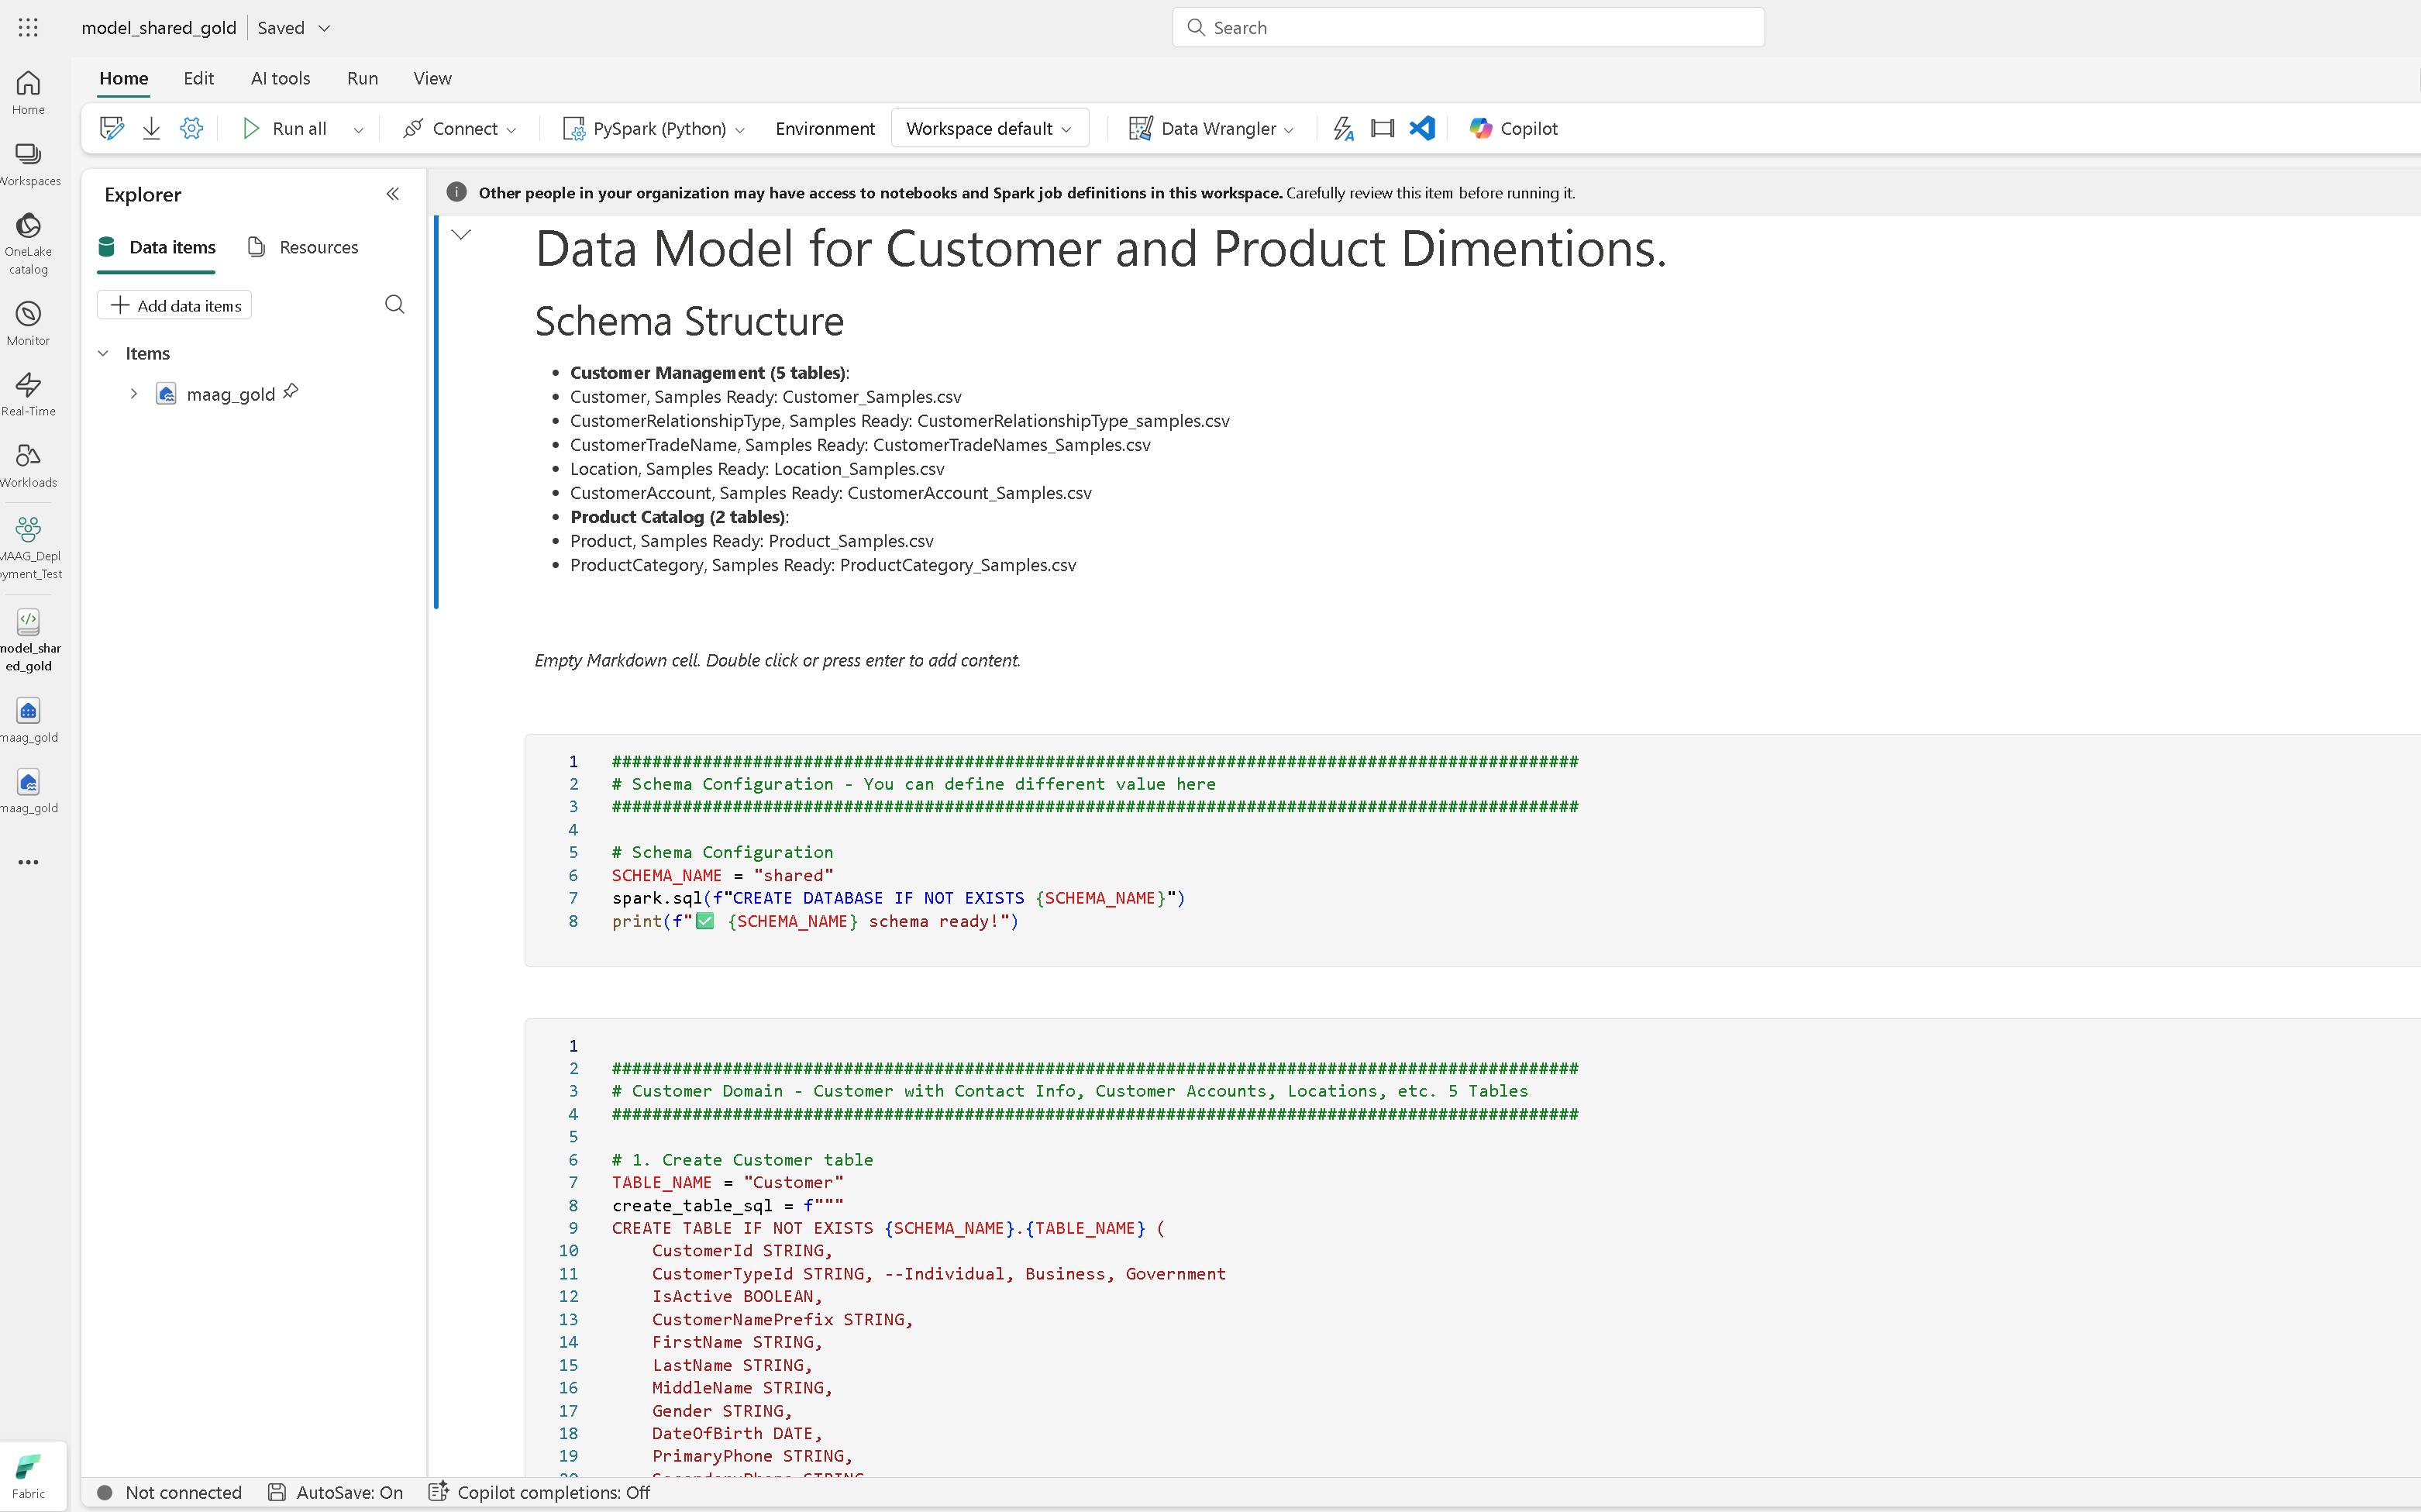 model_shared_gold
Saved
Search
Home
Edit
AI tools
Run
View
Run all
Connect
PySpark (Python)
Environment
Workspace default
Data Wrangler
Copilot
Home
Workspaces
OneLake
catalog
Monitor
Real-Time
Workloads
MAAG_Depl
oyment_Test
model_shar
ed_gold
maag_gold
maag_gold
Fabric
Explorer
Data items
Resources
Add data items
Items
maag_gold
Other people in your organization may have access to notebooks and Spark job definitions in this workspace. Carefully review this item before running it.
Data Model for Customer and Product Dimentions.
Schema Structure
• Customer Management (5 tables):
• Customer, Samples Ready: Customer_Samples.csv
• CustomerRelationshipType, Samples Ready: CustomerRelationshipType_samples.csv
• CustomerTradeName, Samples Ready: CustomerTradeNames_Samples.csv
• Location, Samples Ready: Location_Samples.csv
• CustomerAccount, Samples Ready: CustomerAccount_Samples.csv
• Product Catalog (2 tables):
• Product, Samples Ready: Product_Samples.csv
• ProductCategory, Samples Ready: ProductCategory_Samples.csv
Empty Markdown cell. Double click or press enter to add content.
1 ################################################################################################
2 # Schema Configuration - You can define different value here
3 ################################################################################################
4
5 # Schema Configuration
6 SCHEMA_NAME = "shared"
7 spark.sql(f"CREATE DATABASE IF NOT EXISTS {SCHEMA_NAME}")
8 print(f"✅ {SCHEMA_NAME} schema ready!")
1
2 ################################################################################################
3 # Customer Domain - Customer with Contact Info, Customer Accounts, Locations, etc. 5 Tables
4 ################################################################################################
5
6 # 1. Create Customer table
7 TABLE_NAME = "Customer"
8 create_table_sql = f"""
9 CREATE TABLE IF NOT EXISTS {SCHEMA_NAME}.{TABLE_NAME} (
10 CustomerId STRING,
11 CustomerTypeId STRING, --Individual, Business, Government
12 IsActive BOOLEAN,
13 CustomerNamePrefix STRING,
14 FirstName STRING,
15 LastName STRING,
16 MiddleName STRING,
17 Gender STRING,
18 DateOfBirth DATE,
19 PrimaryPhone STRING,
20 SecondaryPhone STRING
Not connected
AutoSave: On
Copilot completions: Off